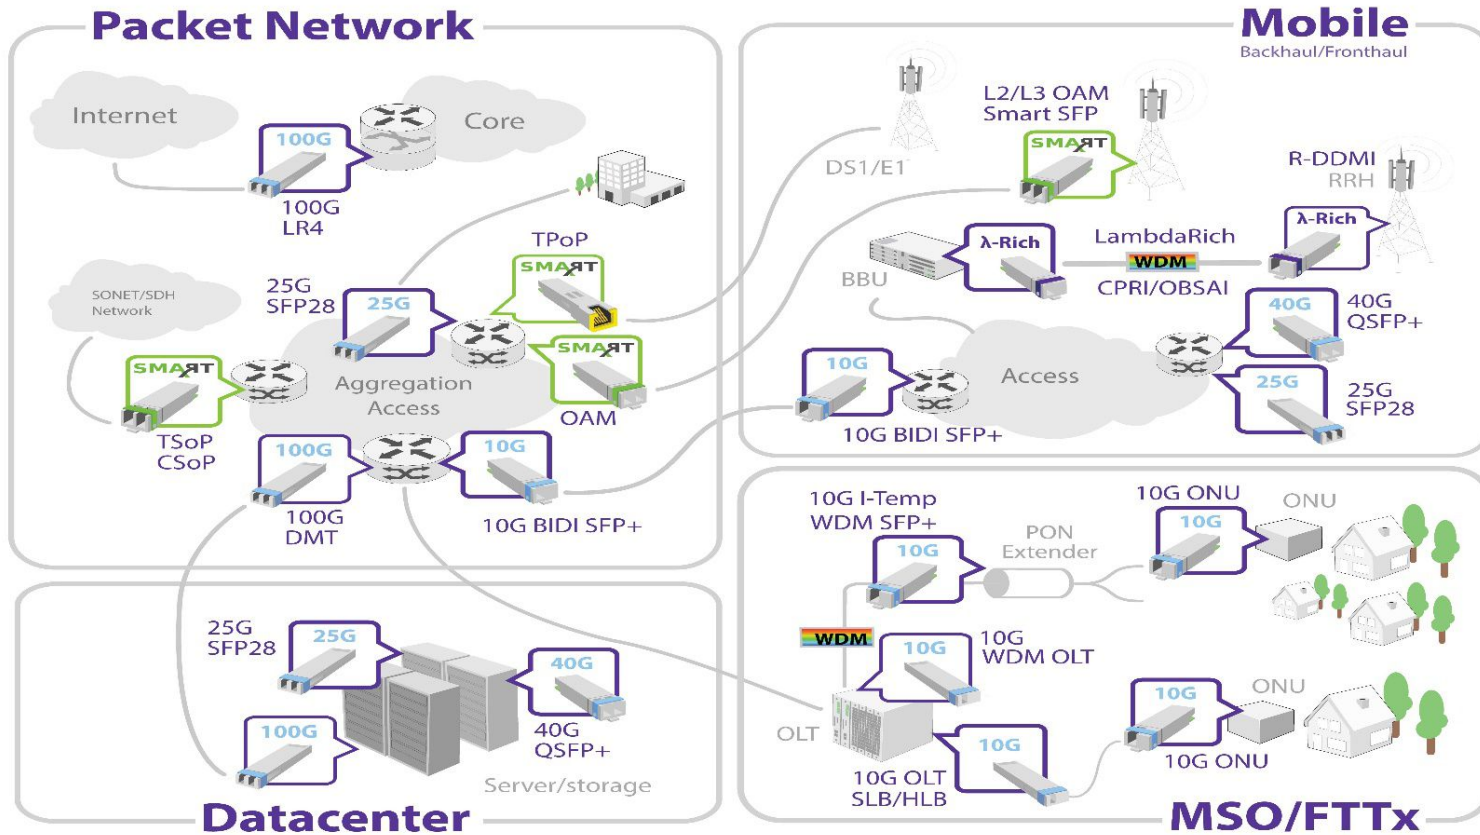 Packet Network
Internet
Core
100G
100G
LR4
TPoP
SMART
25G
SFP28
25G
SONET/SDH
Network
SMART
SMART
Aggregation
Access
OAM
TSoP
CSoP
100G
10G
100G
DMT
10G BIDI SFP+
Mobile
Backhaul/Fronthaul
L2/L3 OAM
Smart SFP
SMART
DS1/E1
R-DDMI
RRH
λ-Rich
λ-Rich
LambdaRich
WDM
CPRI/OBSAI
BBU
40G
40G
QSFP+
10G
Access
25G
25G
SFP28
10G BIDI SFP+
25G
SFP28
25G
40G
40G
QSFP+
100G
Server/storage
Datacenter
10G I-Temp
WDM SFP+
10G
PON
Extender
10G ONU
10G
ONU
WDM
10G
10G
WDM OLT
OLT
10G
10G OLT
SLB/HLB
10G
ONU
10G ONU
MSO/FTTx